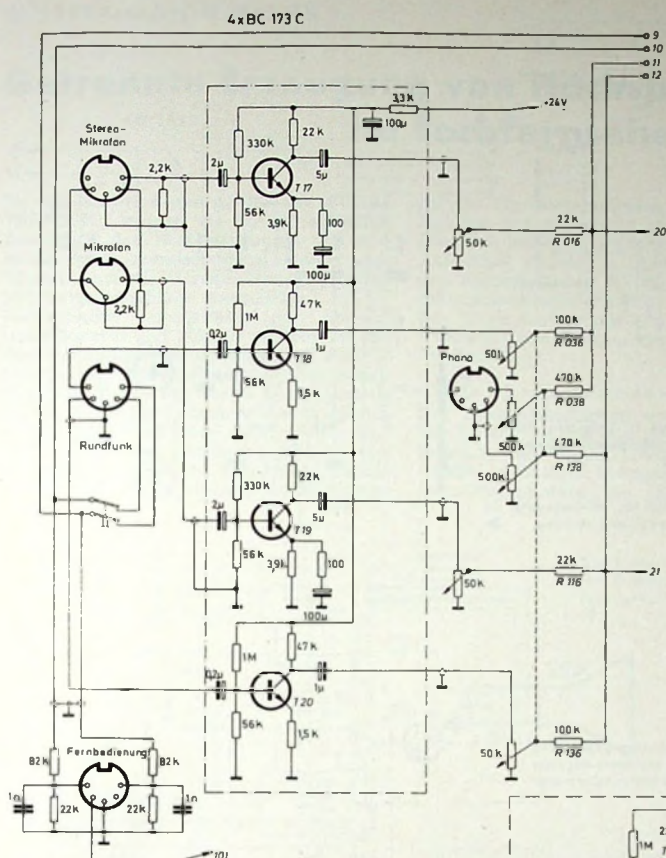 4xBC 173 C
9
10
11
12
3,3k
+24V
100µ
Stereo-
Mikrofon
2,2k
2µ
330k
22k
5µ
T17
56k
3,9k
100
100µ
50k
22k
R 016
20
Mikrofon
2,2k
1M
47k
0,2µ
1µ
T18
56k
1,5k
Phono
100k
R 036
470k
R 038
500k
470k
R 138
500k
Rundfunk
330k
22k
2µ
5µ
T19
56k
3,9k
100
100µ
50k
22k
R 116
21
1M
47k
0,2µ
1µ
T20
56k
1,5k
50k
100k
R 136
Fernbedienung
82k
82k
1n
22k
22k
1n
101
1M